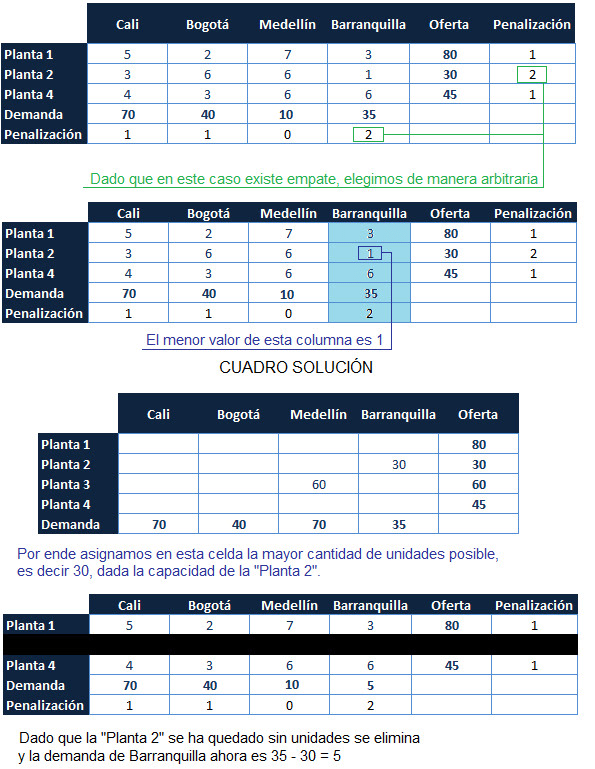 Cali Bogotá Medellín Barranquilla Oferta Penalización
Planta 1 5 2 7 3 80 1
Planta 2 3 6 6 1 30 2
Planta 4 4 3 6 6 45 1
Demanda 70 40 10 35
Penalización 1 1 0 2
Dado que en este caso existe empate, elegimos de manera arbitraria
Cali Bogotá Medellín Barranquilla Oferta Penalización
Planta 1 5 2 7 3 80 1
Planta 2 3 6 6 1 30 2
Planta 4 4 3 6 6 45 1
Demanda 70 40 10 35
Penalización 1 1 0 2
El menor valor de esta columna es 1
CUADRO SOLUCIÓN
Cali Bogotá Medellín Barranquilla Oferta
Planta 1 80
Planta 2 30 30
Planta 3 60 60
Planta 4 45
Demanda 70 40 70 35
Por ende asignamos en esta celda la mayor cantidad de unidades posible,
es decir 30, dada la capacidad de la "Planta 2".
Cali Bogotá Medellín Barranquilla Oferta Penalización
Planta 1 5 2 7 3 80 1
Planta 4 4 3 6 6 45 1
Demanda 70 40 10 5
Penalización 1 1 0 2
Dado que la "Planta 2" se ha quedado sin unidades se elimina
y la demanda de Barranquilla ahora es 35 - 30 = 5